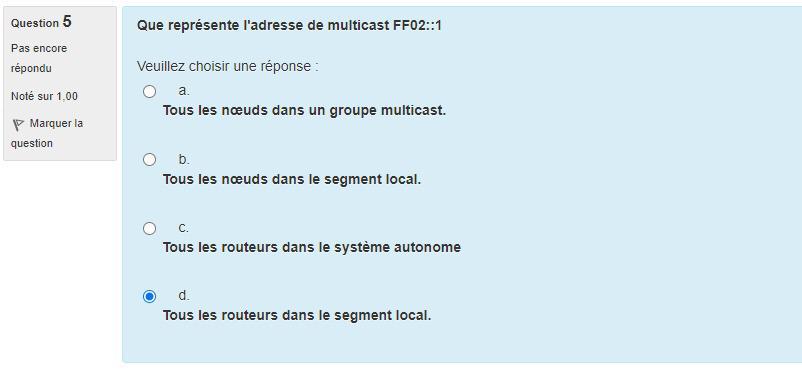 Question 5
Pas encore
répondu
Noté sur 1,00
Marquer la
question
Que représente l'adresse de multicast FF02::1
Veuillez choisir une réponse :
a.
Tous les nœuds dans un groupe multicast.
b.
Tous les nœuds dans le segment local.
c.
Tous les routeurs dans le système autonome
d.
Tous les routeurs dans le segment local.